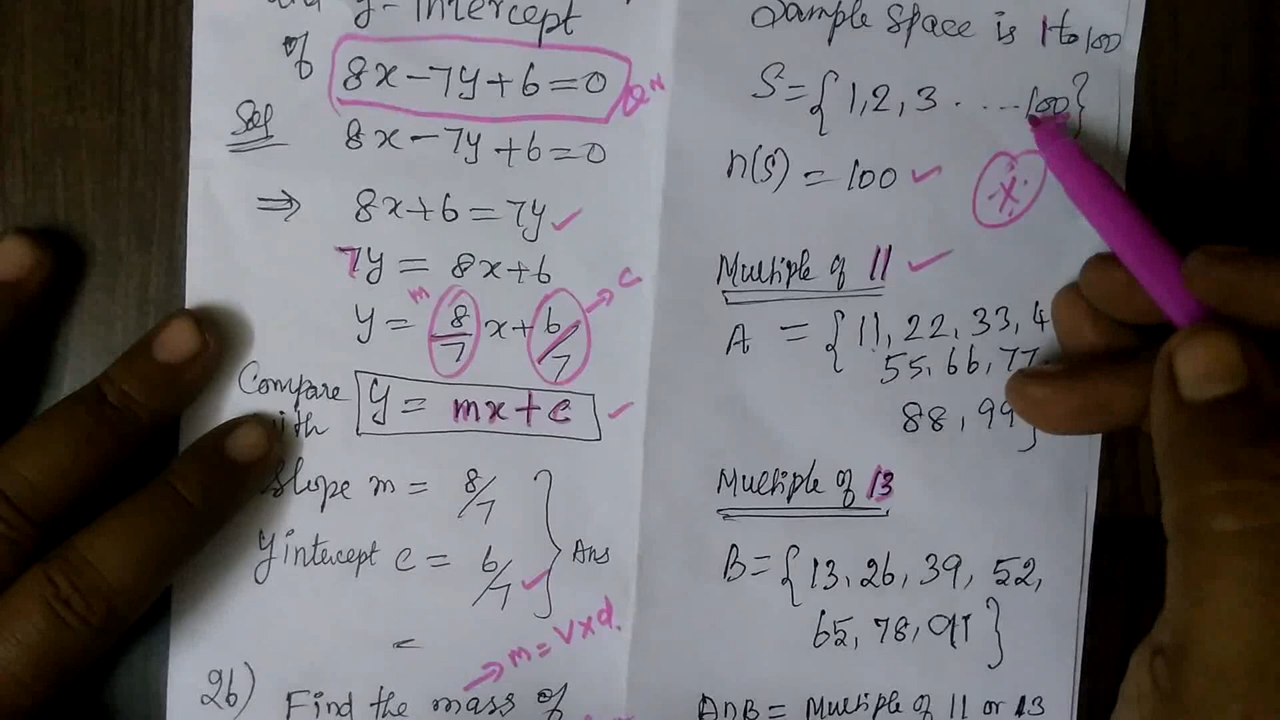 and y-intercept
of 8x-7y+6=0 Qn
Sol 8x-7y+6=0
⇒ 8x+6=7y
7y = 8x+6
m c
y = 8/7 x+6/7
Compare with y = mx+c
Slope m = 8/7
y intercept c = 6/7 } Ans
m=v×d.
26) Find the mass of
Sample Space is 1 to 100
S={1,2,3.....100}
n(S) = 100
Multiple of 11
A = {11,22,33,4
55,66,77,
88,99}
Multiple of 13
B={13,26,39,52,
65,78,91}
A∩B= Multiple of 11 or 13